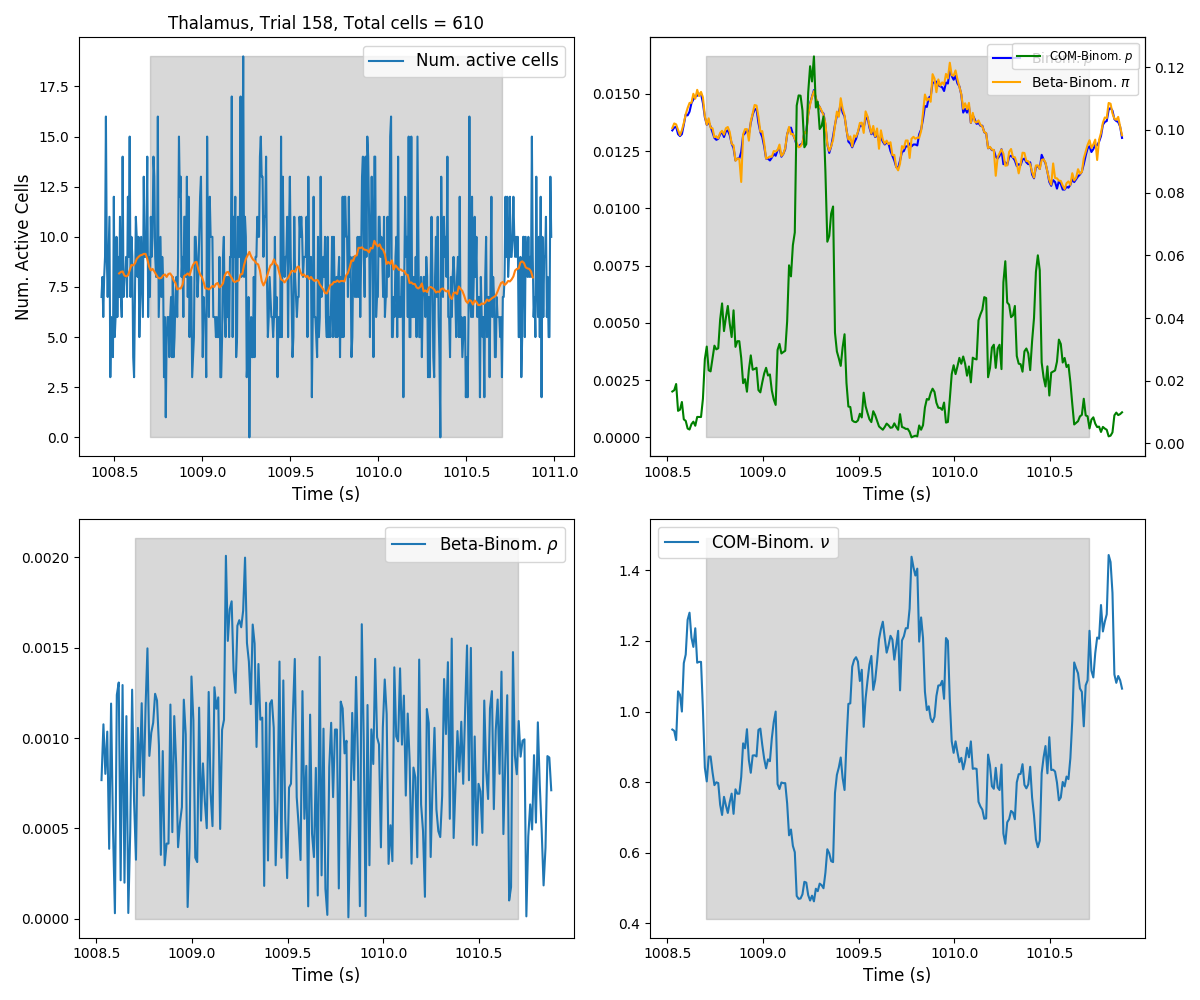 Thalamus, Trial 158, Total cells = 610
Num. active cells
Num. Active Cells
17.5
15.0
12.5
10.0
7.5
5.0
2.5
0.0
1008.5 1009.0 1009.5 1010.0 1010.5 1011.0
Time (s)
COM-Binom. p
Beta-Binom. π
0.0150
0.0125
0.0100
0.0075
0.0050
0.0025
0.0000
0.12
0.10
0.08
0.06
0.04
0.02
0.00
1008.5 1009.0 1009.5 1010.0 1010.5
Time (s)
Beta-Binom. ρ
0.0020
0.0015
0.0010
0.0005
0.0000
1008.5 1009.0 1009.5 1010.0 1010.5
Time (s)
COM-Binom. ν
1.4
1.2
1.0
0.8
0.6
0.4
1008.5 1009.0 1009.5 1010.0 1010.5
Time (s)